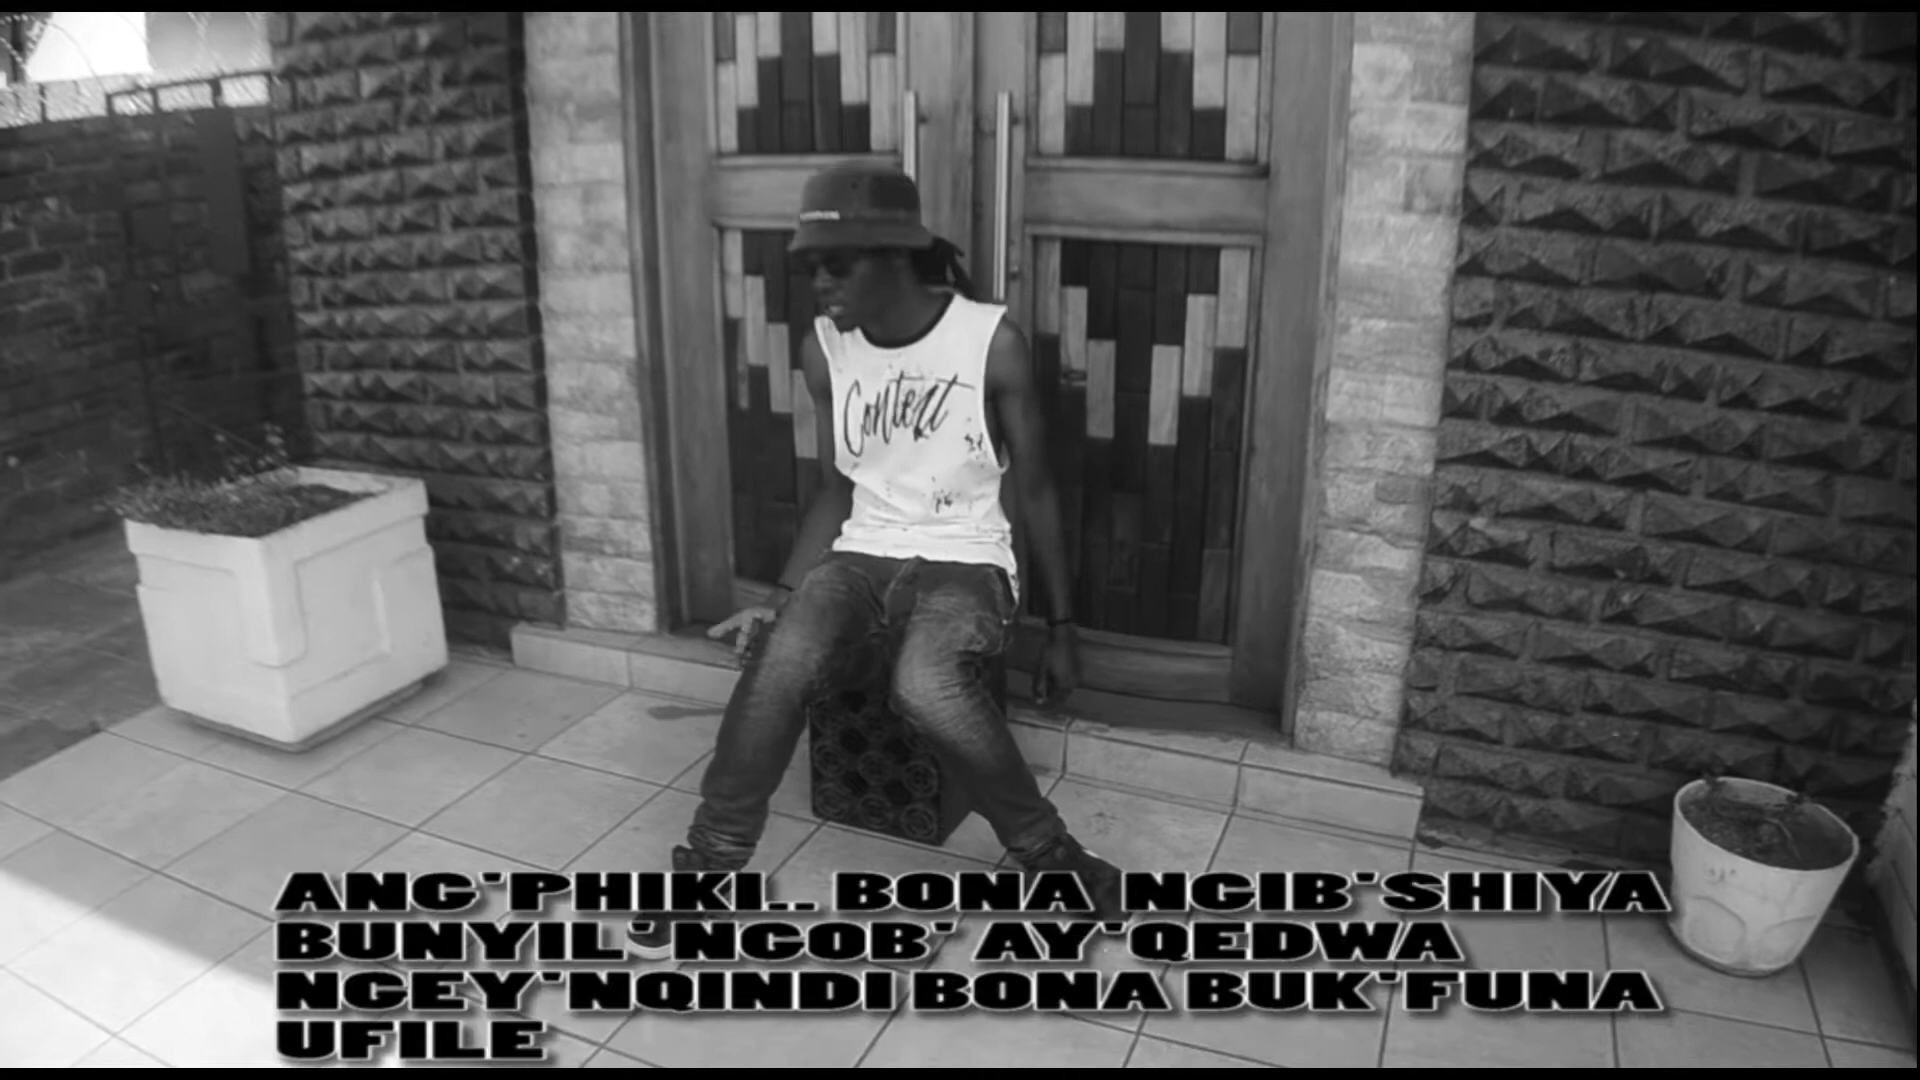 Content
ANG'PHIKI.. BONA NGIB'SHIYA
BUNYIL' NGOB' AY'QEDWA
NGEY'NQINDI BONA BUK'FUNA
UFILE